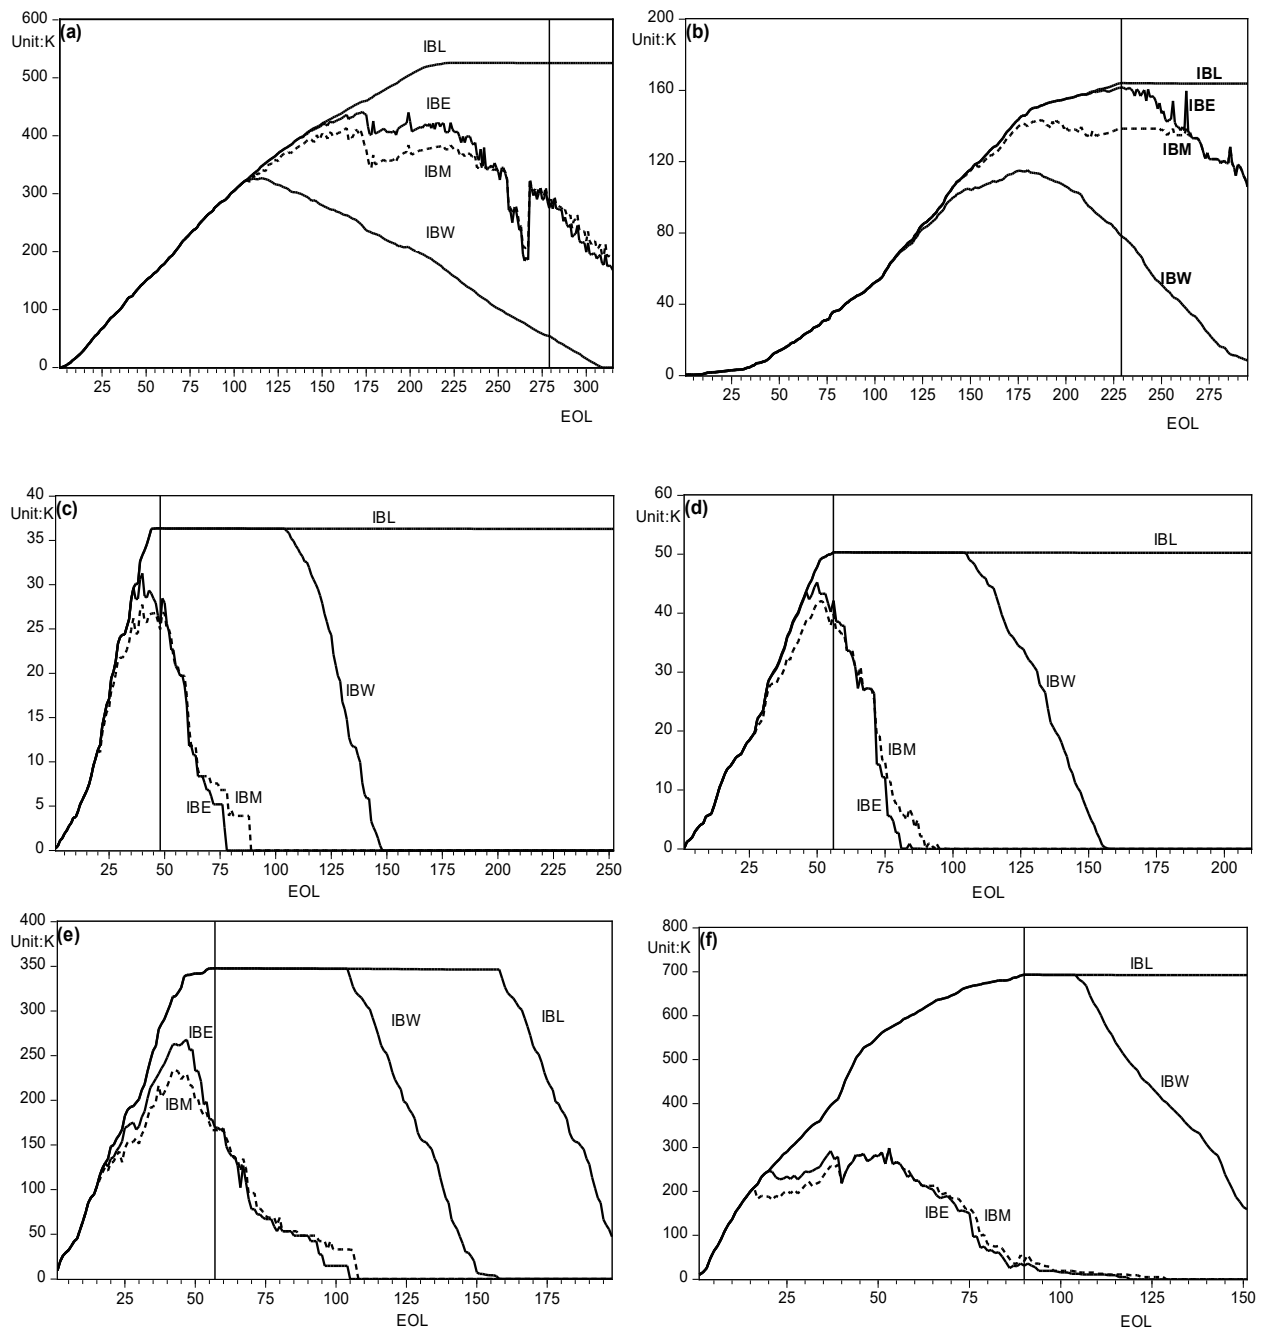 600
(a)
Unit:K
500
400
300
200
100
0
IBL
IBE
IBM
IBW
25 50 75 100 125 150 175 200 225 250 275 300
EOL
200
(b)
Unit:K
160
120
80
40
0
IBL
IBE
IBM
IBW
25 50 75 100 125 150 175 200 225 250 275
EOL
40
(c)
Unit:K
35
30
25
20
15
10
5
0
IBL
IBW
IBE
IBM
25 50 75 100 125 150 175 200 225 250
EOL
60
(d)
Unit:K
50
40
30
20
10
0
IBL
IBW
IBM
IBE
25 50 75 100 125 150 175 200
EOL
400
(e)
Unit:K
350
300
250
200
150
100
50
0
IBE
IBW
IBL
IBM
25 50 75 100 125 150 175
EOL
800
(f)
Unit:K
700
600
500
400
300
200
100
0
IBL
IBW
IBE
IBM
25 50 75 100 125 150
EOL